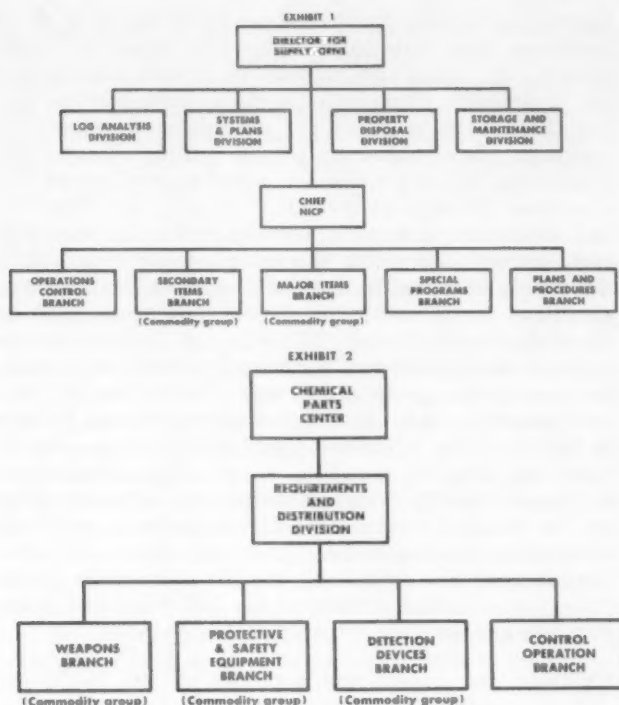 EXHIBIT 1
DIRECTOR FOR
SUPPLY OPNS
LOG ANALYSIS
DIVISION
SYSTEMS
& PLANS
DIVISION
PROPERTY
DISPOSAL
DIVISION
STORAGE AND
MAINTENANCE
DIVISION
CHIEF
NICP
OPERATIONS
CONTROL
BRANCH
SECONDARY
ITEMS
BRANCH
(Commodity group)
MAJOR ITEMS
BRANCH
(Commodity group)
SPECIAL
PROGRAMS
BRANCH
PLANS AND
PROCEDURES
BRANCH
EXHIBIT 2
CHEMICAL
PARTS
CENTER
REQUIREMENTS
AND
DISTRIBUTION
DIVISION
WEAPONS
BRANCH
(Commodity group)
PROTECTIVE
& SAFETY
EQUIPMENT
BRANCH
(Commodity group)
DETECTION
DEVICES
BRANCH
(Commodity group)
CONTROL
OPERATION
BRANCH